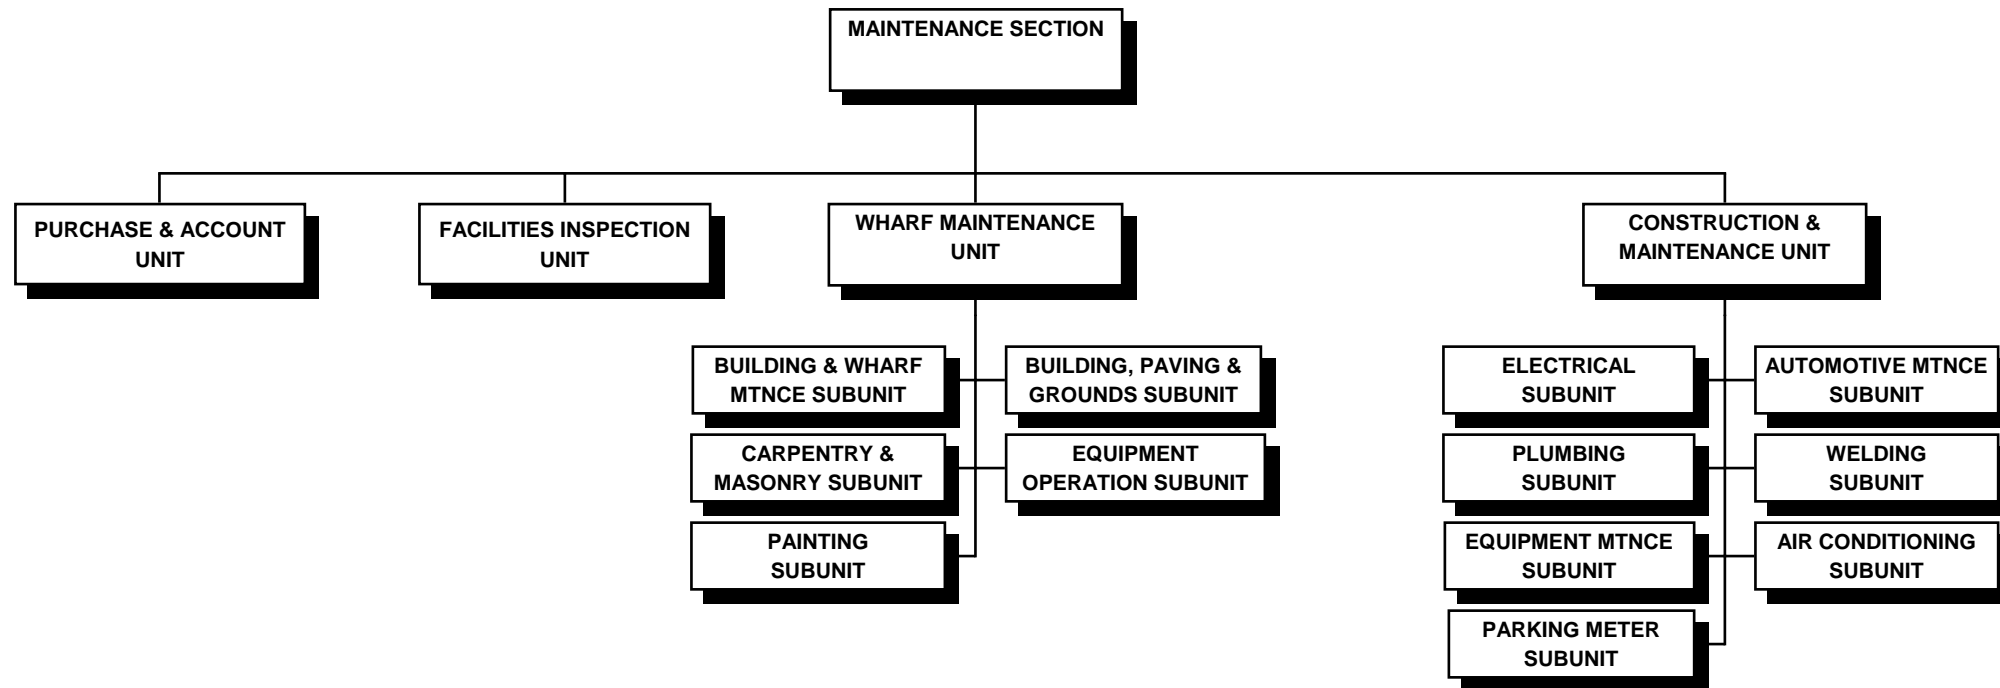 MAINTENANCE SECTION
PURCHASE & ACCOUNT
UNIT
FACILITIES INSPECTION
UNIT
WHARF MAINTENANCE
UNIT
CONSTRUCTION &
MAINTENANCE UNIT
BUILDING & WHARF
MTNCE SUBUNIT
BUILDING, PAVING &
GROUNDS SUBUNIT
CARPENTRY &
MASONRY SUBUNIT
EQUIPMENT
OPERATION SUBUNIT
PAINTING
SUBUNIT
ELECTRICAL
SUBUNIT
AUTOMOTIVE MTNCE
SUBUNIT
PLUMBING
SUBUNIT
WELDING
SUBUNIT
EQUIPMENT MTNCE
SUBUNIT
AIR CONDITIONING
SUBUNIT
PARKING METER
SUBUNIT